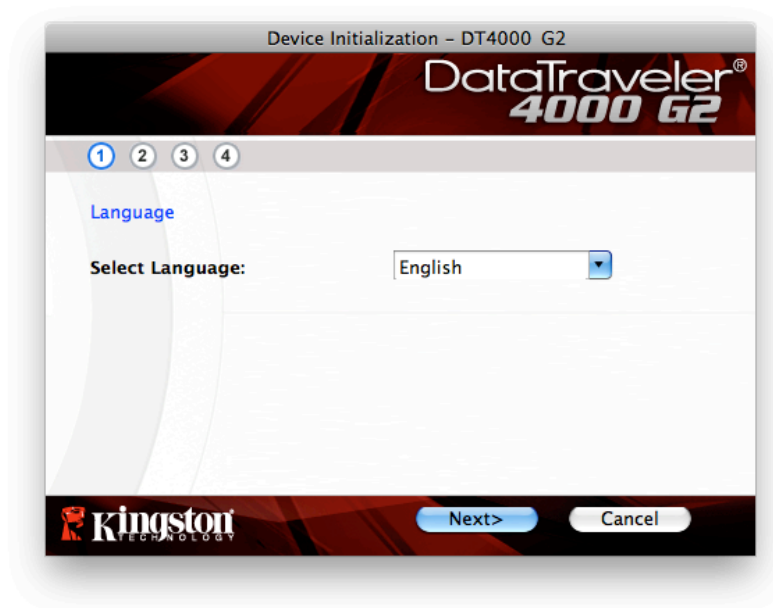 Device Initialization – DT4000 G2
DataTraveler®
4000 G2
1 2 3 4
Language
Select Language: English
Kingston
TECHNOLOGY
Next> Cancel